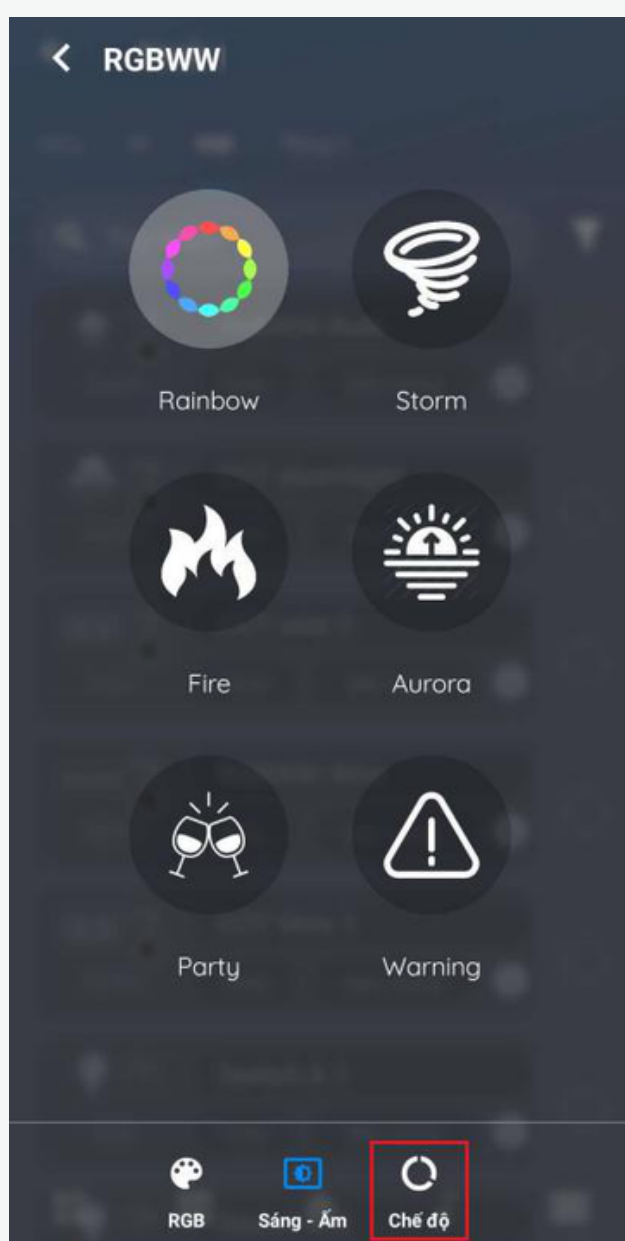 RGBWW
Rainbow
Storm
Fire
Aurora
Party
Warning
RGB
Sáng - Ấm
Chế độ